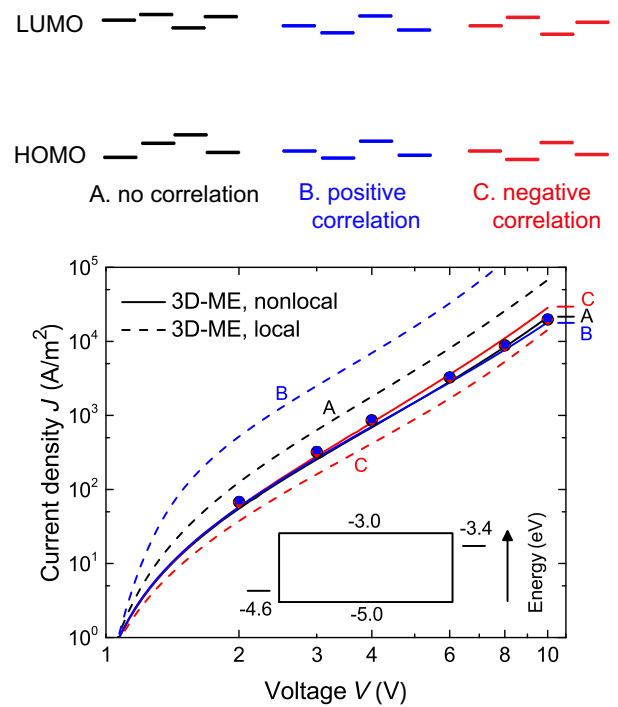 LUMO
HOMO
A. no correlation
B. positive
correlation
C. negative
correlation
10^5
10^4
10^3
10^2
10^1
10^0
Current density J (A/m^2)
3D-ME, nonlocal
3D-ME, local
B
A
C
C
A
B
-3.0
-3.4
-4.6
-5.0
Energy (eV)
1
2
3
4
6
8
10
Voltage V (V)